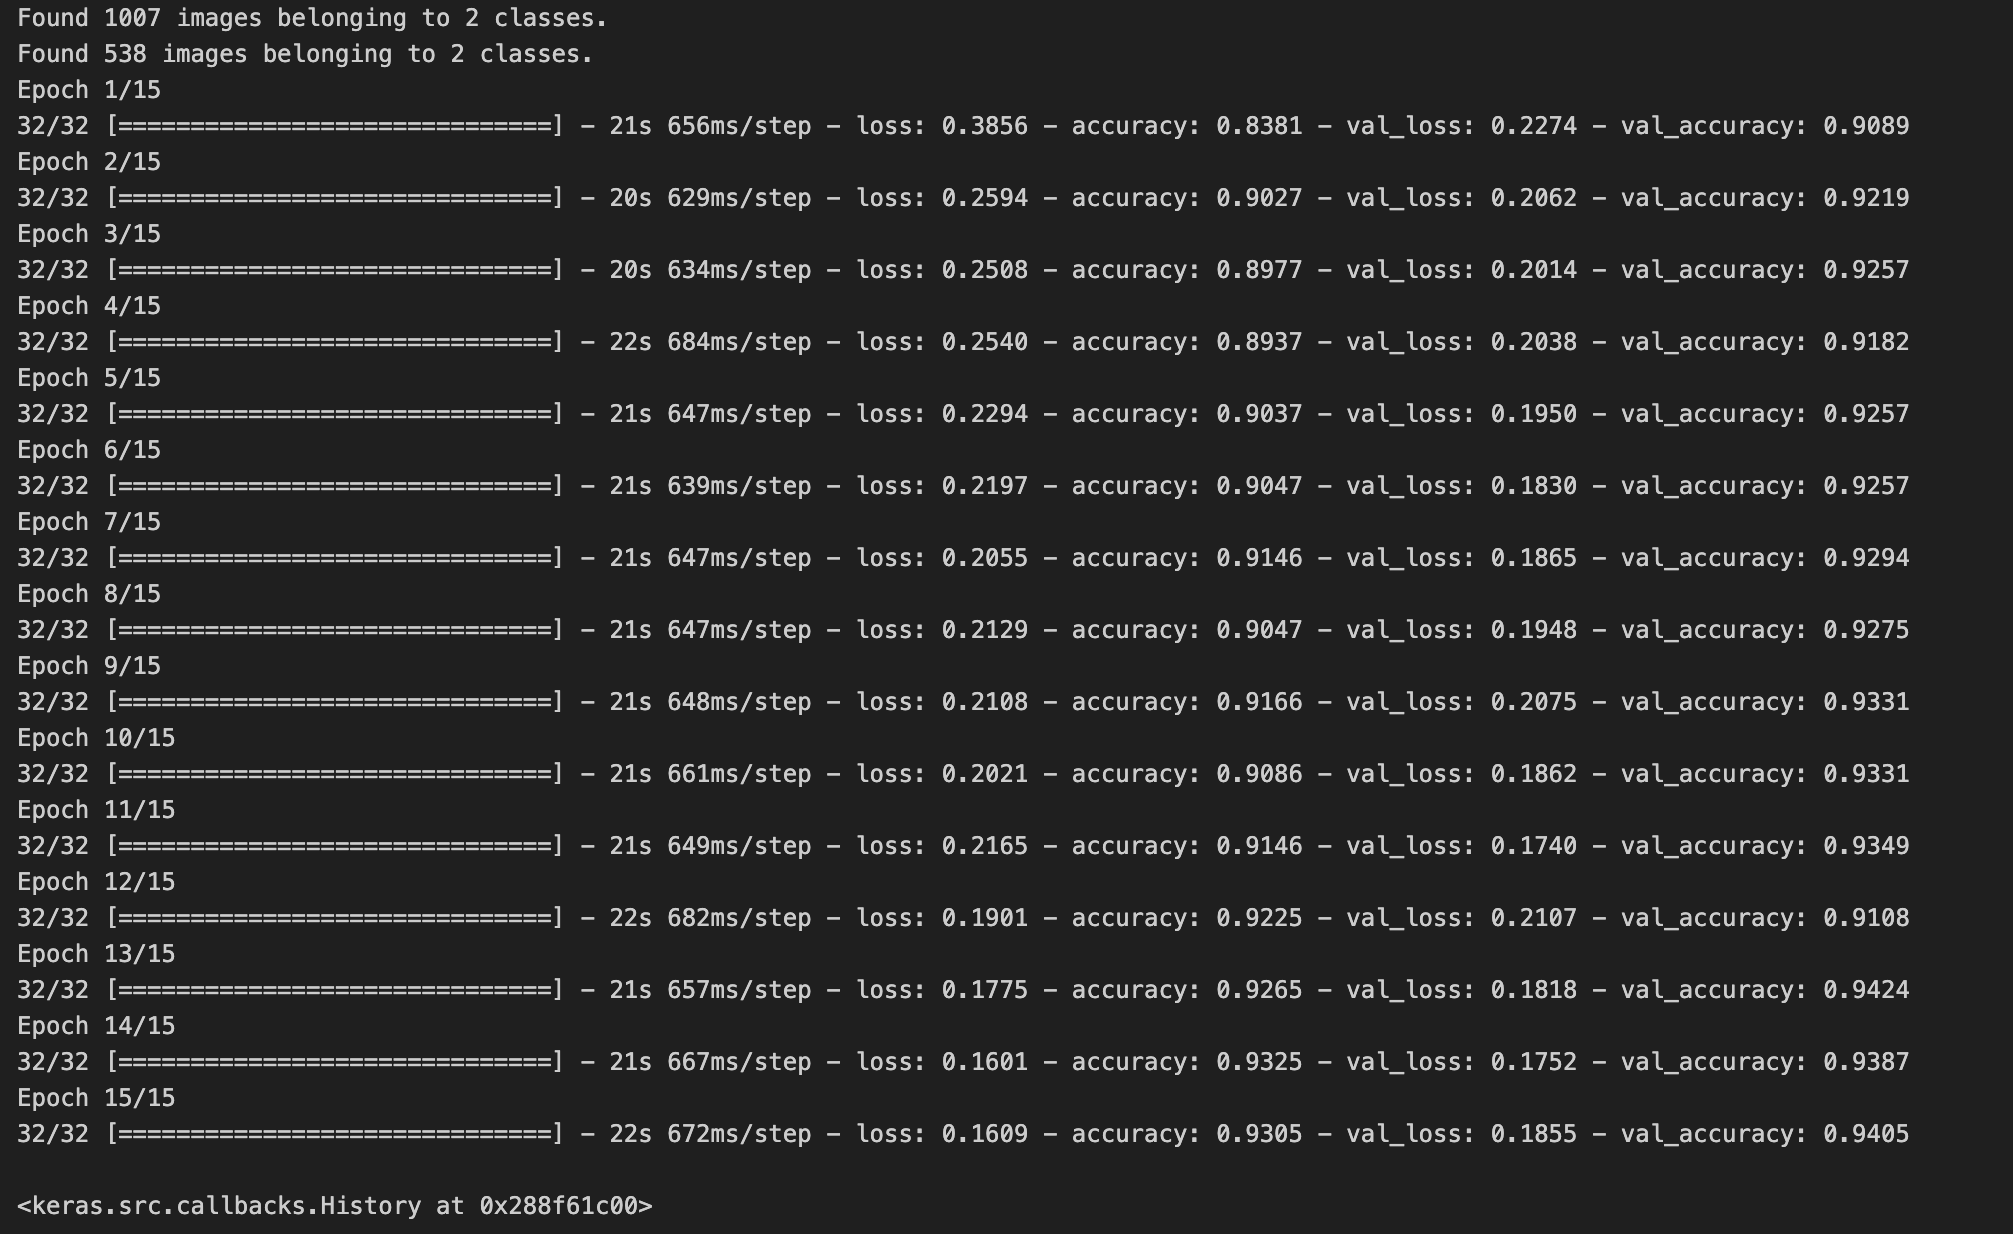 Found 1007 images belonging to 2 classes.
Found 538 images belonging to 2 classes.
Epoch 1/15
32/32 [==============================] - 21s 656ms/step - loss: 0.3856 - accuracy: 0.8381 - val_loss: 0.2274 - val_accuracy: 0.9089
Epoch 2/15
32/32 [==============================] - 20s 629ms/step - loss: 0.2594 - accuracy: 0.9027 - val_loss: 0.2062 - val_accuracy: 0.9219
Epoch 3/15
32/32 [==============================] - 20s 634ms/step - loss: 0.2508 - accuracy: 0.8977 - val_loss: 0.2014 - val_accuracy: 0.9257
Epoch 4/15
32/32 [==============================] - 22s 684ms/step - loss: 0.2540 - accuracy: 0.8937 - val_loss: 0.2038 - val_accuracy: 0.9182
Epoch 5/15
32/32 [==============================] - 21s 647ms/step - loss: 0.2294 - accuracy: 0.9037 - val_loss: 0.1950 - val_accuracy: 0.9257
Epoch 6/15
32/32 [==============================] - 21s 639ms/step - loss: 0.2197 - accuracy: 0.9047 - val_loss: 0.1830 - val_accuracy: 0.9257
Epoch 7/15
32/32 [==============================] - 21s 647ms/step - loss: 0.2055 - accuracy: 0.9146 - val_loss: 0.1865 - val_accuracy: 0.9294
Epoch 8/15
32/32 [==============================] - 21s 647ms/step - loss: 0.2129 - accuracy: 0.9047 - val_loss: 0.1948 - val_accuracy: 0.9275
Epoch 9/15
32/32 [==============================] - 21s 648ms/step - loss: 0.2108 - accuracy: 0.9166 - val_loss: 0.2075 - val_accuracy: 0.9331
Epoch 10/15
32/32 [==============================] - 21s 661ms/step - loss: 0.2021 - accuracy: 0.9086 - val_loss: 0.1862 - val_accuracy: 0.9331
Epoch 11/15
32/32 [==============================] - 21s 649ms/step - loss: 0.2165 - accuracy: 0.9146 - val_loss: 0.1740 - val_accuracy: 0.9349
Epoch 12/15
32/32 [==============================] - 22s 682ms/step - loss: 0.1901 - accuracy: 0.9225 - val_loss: 0.2107 - val_accuracy: 0.9108
Epoch 13/15
32/32 [==============================] - 21s 657ms/step - loss: 0.1775 - accuracy: 0.9265 - val_loss: 0.1818 - val_accuracy: 0.9424
Epoch 14/15
32/32 [==============================] - 21s 667ms/step - loss: 0.1601 - accuracy: 0.9325 - val_loss: 0.1752 - val_accuracy: 0.9387
Epoch 15/15
32/32 [==============================] - 22s 672ms/step - loss: 0.1609 - accuracy: 0.9305 - val_loss: 0.1855 - val_accuracy: 0.9405
<keras.src.callbacks.History at 0x288f61c00>